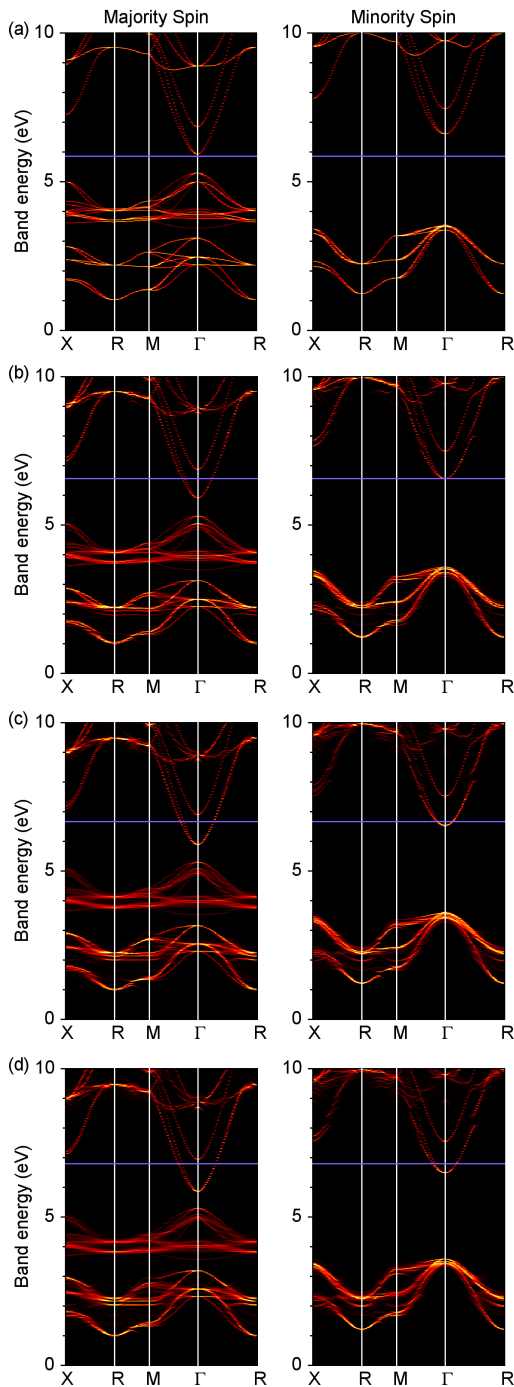 Majority Spin Minority Spin
(a)
10 10
Band energy (eV)
5 5
0 0
X R M Γ R X R M Γ R
(b)
10 10
Band energy (eV)
5 5
0 0
X R M Γ R X R M Γ R
(c)
10 10
Band energy (eV)
5 5
0 0
X R M Γ R X R M Γ R
(d)
10 10
Band energy (eV)
5 5
0 0
X R M Γ R X R M Γ R